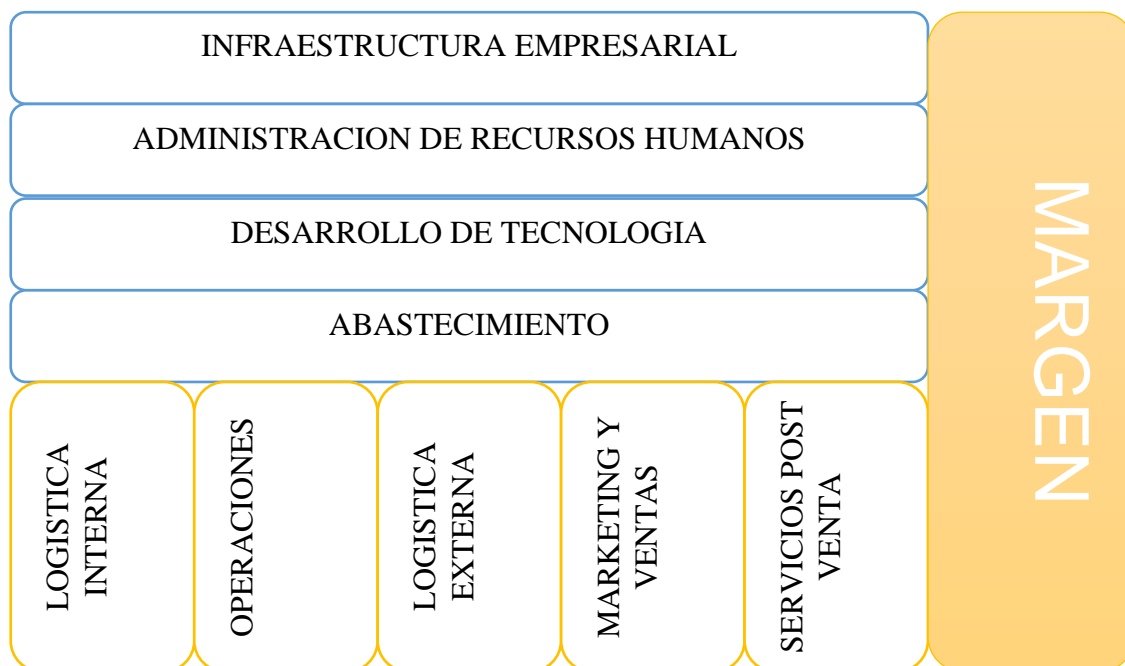 INFRAESTRUCTURA EMPRESARIAL
ADMINISTRACION DE RECURSOS HUMANOS
DESARROLLO DE TECNOLOGIA
ABASTECIMIENTO
LOGISTICA
INTERNA
OPERACIONES
LOGISTICA
EXTERNA
MARKETING Y
VENTAS
SERVICIOS POST
VENTA
MARGEN